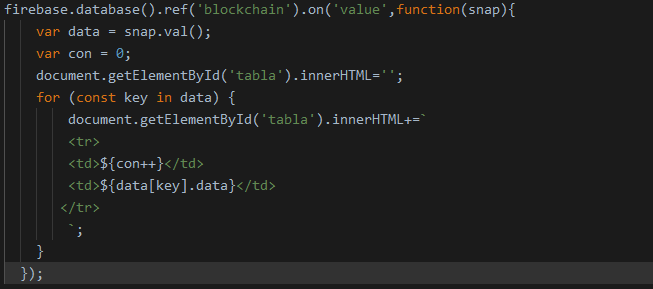 firebase.database().ref('blockchain').on('value',function(snap){
var data = snap.val();
var con = 0;
document.getElementById('tabla').innerHTML='';
for (const key in data) {
document.getElementById('tabla').innerHTML+=`
<tr>
<td>${con++}</td>
<td>${data[key].data}</td>
</tr>
`;
}
});